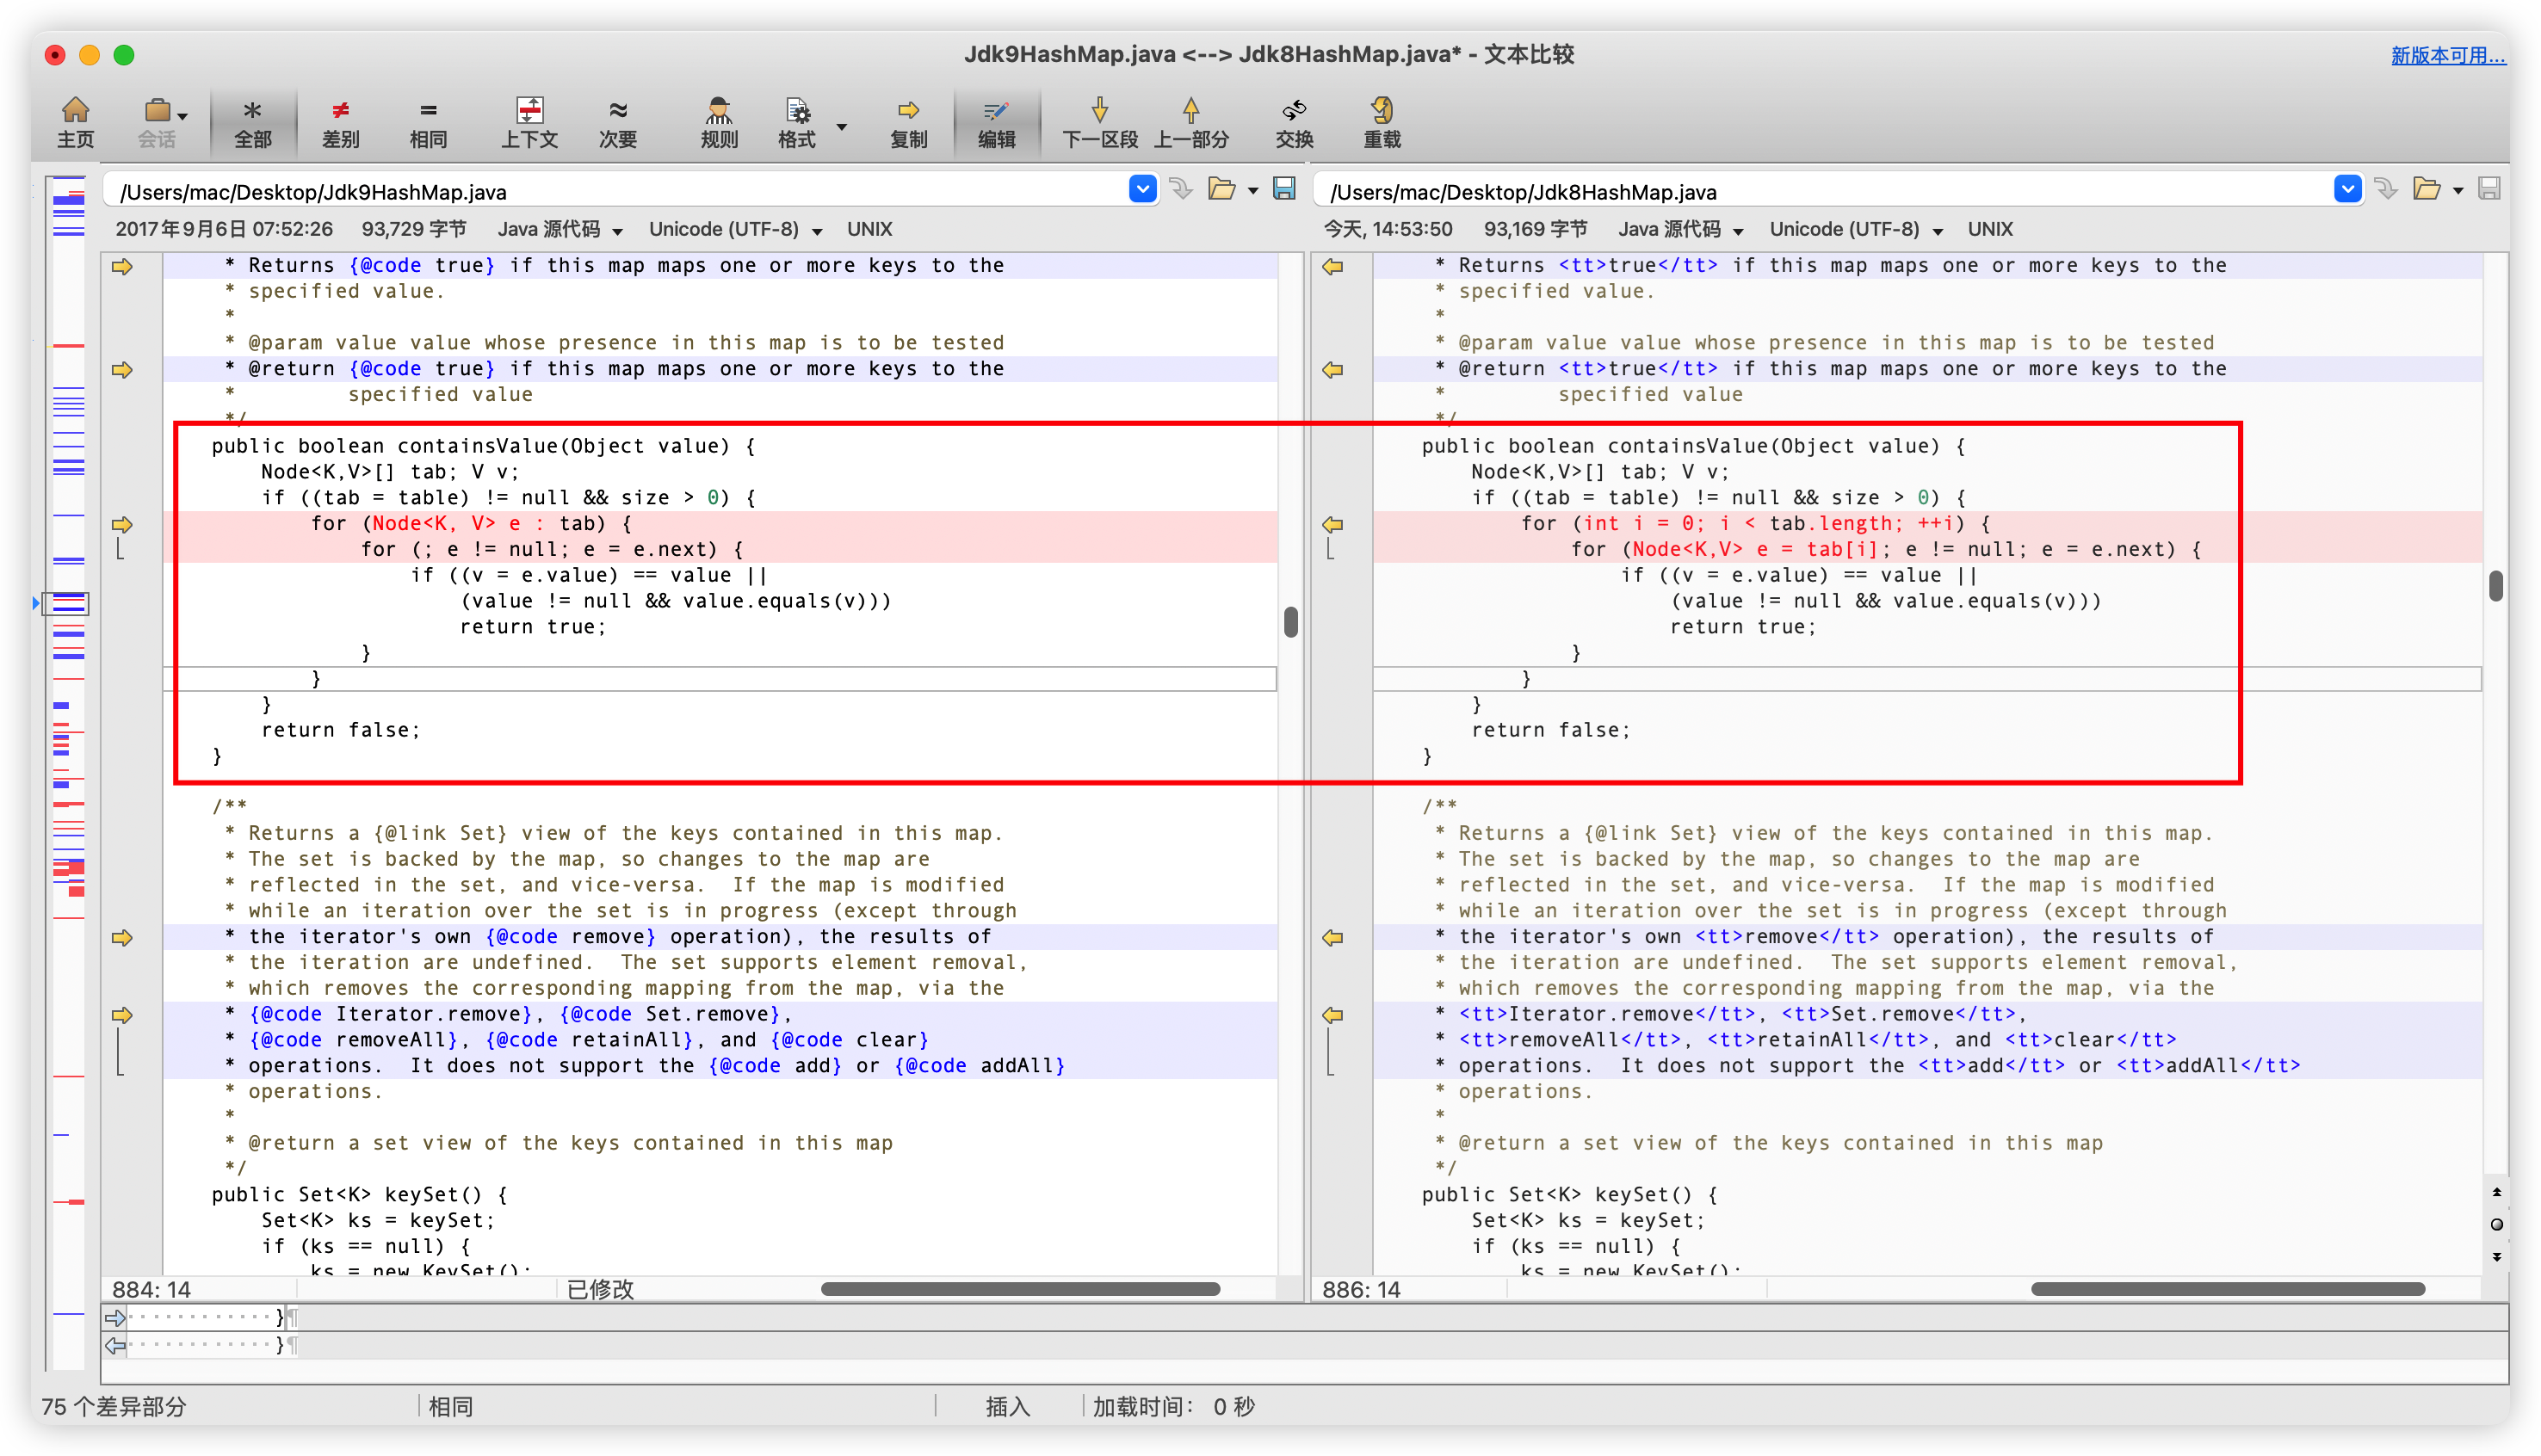 Jdk9HashMap.java <--> Jdk8HashMap.java* - 文本比较
新版本可用...
主页 会话 全部 差别 相同 上下文 次要 规则 格式 复制 编辑 下一区段 上一部分 交换 重载
/Users/mac/Desktop/Jdk9HashMap.java
2017年9月6日 07:52:26 93,729 字节 Java 源代码 Unicode (UTF-8) UNIX
* Returns {@code true} if this map maps one or more keys to the
* specified value.
*
* @param value value whose presence in this map is to be tested
* @return {@code true} if this map maps one or more keys to the
*         specified value
*/
public boolean containsValue(Object value) {
    Node<K,V>[] tab; V v;
    if ((tab = table) != null && size > 0) {
        for (Node<K, V> e : tab) {
            for (; e != null; e = e.next) {
                if ((v = e.value) == value ||
                    (value != null && value.equals(v)))
                    return true;
            }
        }
    }
    return false;
}
/**
 * Returns a {@link Set} view of the keys contained in this map.
 * The set is backed by the map, so changes to the map are
 * reflected in the set, and vice-versa.  If the map is modified
 * while an iteration over the set is in progress (except through
 * the iterator's own {@code remove} operation), the results of
 * the iteration are undefined.  The set supports element removal,
 * which removes the corresponding mapping from the map, via the
 * {@code Iterator.remove}, {@code Set.remove},
 * {@code removeAll}, {@code retainAll}, and {@code clear}
 * operations.  It does not support the {@code add} or {@code addAll}
 * operations.
 *
 * @return a set view of the keys contained in this map
 */
public Set<K> keySet() {
    Set<K> ks = keySet;
    if (ks == null) {
        ks = new KeySet();
884: 14 已修改
/Users/mac/Desktop/Jdk8HashMap.java
今天, 14:53:50 93,169 字节 Java 源代码 Unicode (UTF-8) UNIX
* Returns <tt>true</tt> if this map maps one or more keys to the
* specified value.
*
* @param value value whose presence in this map is to be tested
* @return <tt>true</tt> if this map maps one or more keys to the
*         specified value
*/
public boolean containsValue(Object value) {
    Node<K,V>[] tab; V v;
    if ((tab = table) != null && size > 0) {
        for (int i = 0; i < tab.length; ++i) {
            for (Node<K,V> e = tab[i]; e != null; e = e.next) {
                if ((v = e.value) == value ||
                    (value != null && value.equals(v)))
                    return true;
            }
        }
    }
    return false;
}
/**
 * Returns a {@link Set} view of the keys contained in this map.
 * The set is backed by the map, so changes to the map are
 * reflected in the set, and vice-versa.  If the map is modified
 * while an iteration over the set is in progress (except through
 * the iterator's own <tt>remove</tt> operation), the results of
 * the iteration are undefined.  The set supports element removal,
 * which removes the corresponding mapping from the map, via the
 * <tt>Iterator.remove</tt>, <tt>Set.remove</tt>,
 * <tt>removeAll</tt>, <tt>retainAll</tt>, and <tt>clear</tt>
 * operations.  It does not support the <tt>add</tt> or <tt>addAll</tt>
 * operations.
 *
 * @return a set view of the keys contained in this map
 */
public Set<K> keySet() {
    Set<K> ks = keySet;
    if (ks == null) {
        ks = new KeySet();
886: 14
············}¶
············}¶
75 个差异部分 相同 插入 加载时间： 0 秒